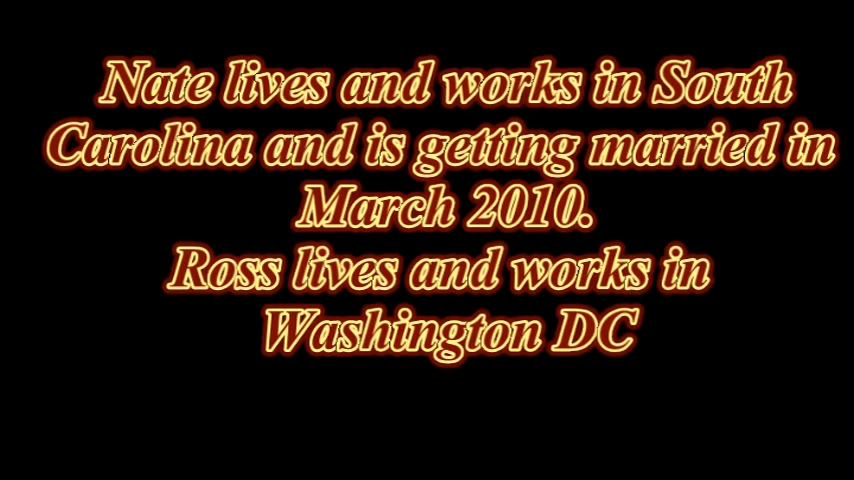 Nate lives and works in South
Carolina and is getting married in
March 2010.
Ross lives and works in
Washington DC